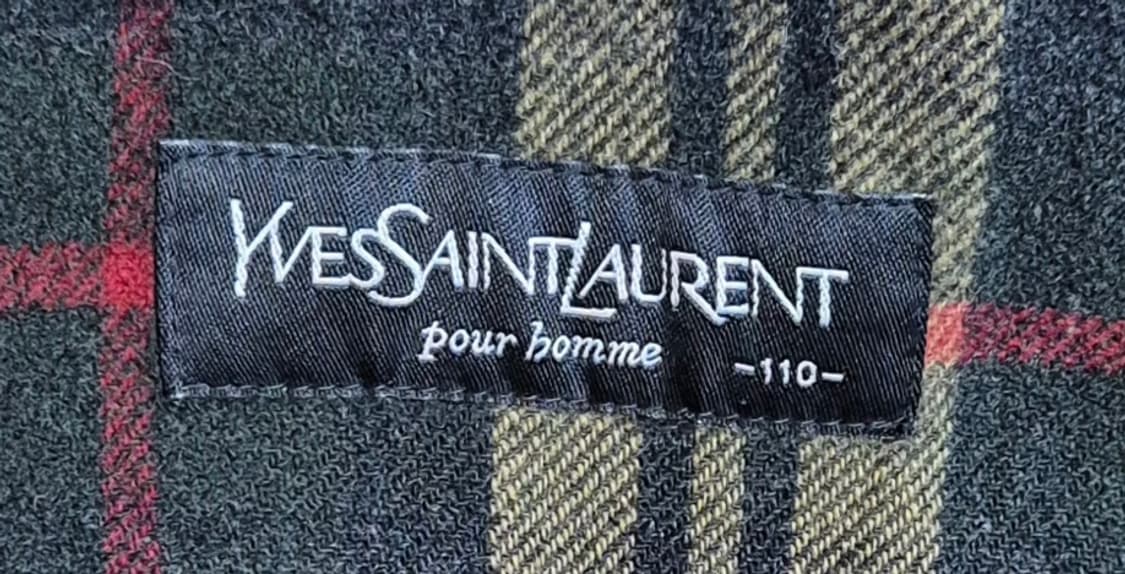 YVESSAINTLAURENT
pour homme
-110-